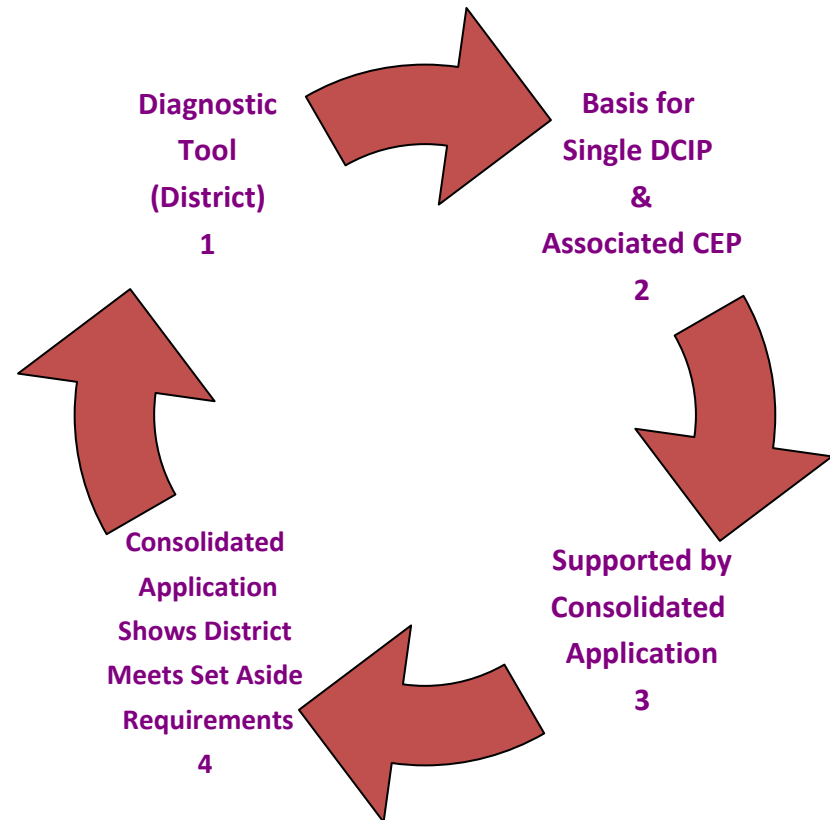 Diagnostic
Tool
(District)
1
Basis for
Single DCIP
&
Associated CEP
2
Supported by
Consolidated
Application
3
Consolidated
Application
Shows District
Meets Set Aside
Requirements
4